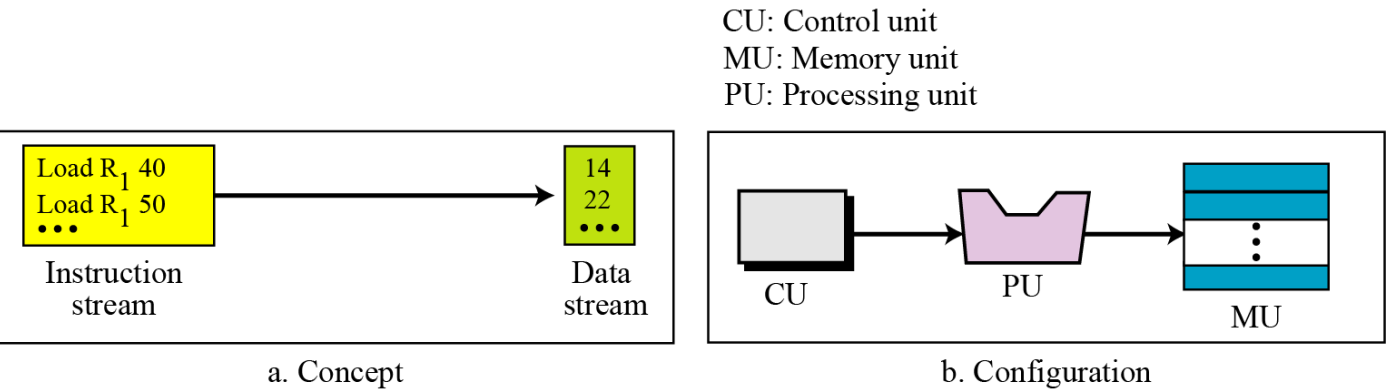 CU: Control unit
MU: Memory unit
PU: Processing unit
Load R1 40
Load R1 50
•••
Instruction
stream
14
22
•••
Data
stream
a. Concept
CU
PU
MU
b. Configuration